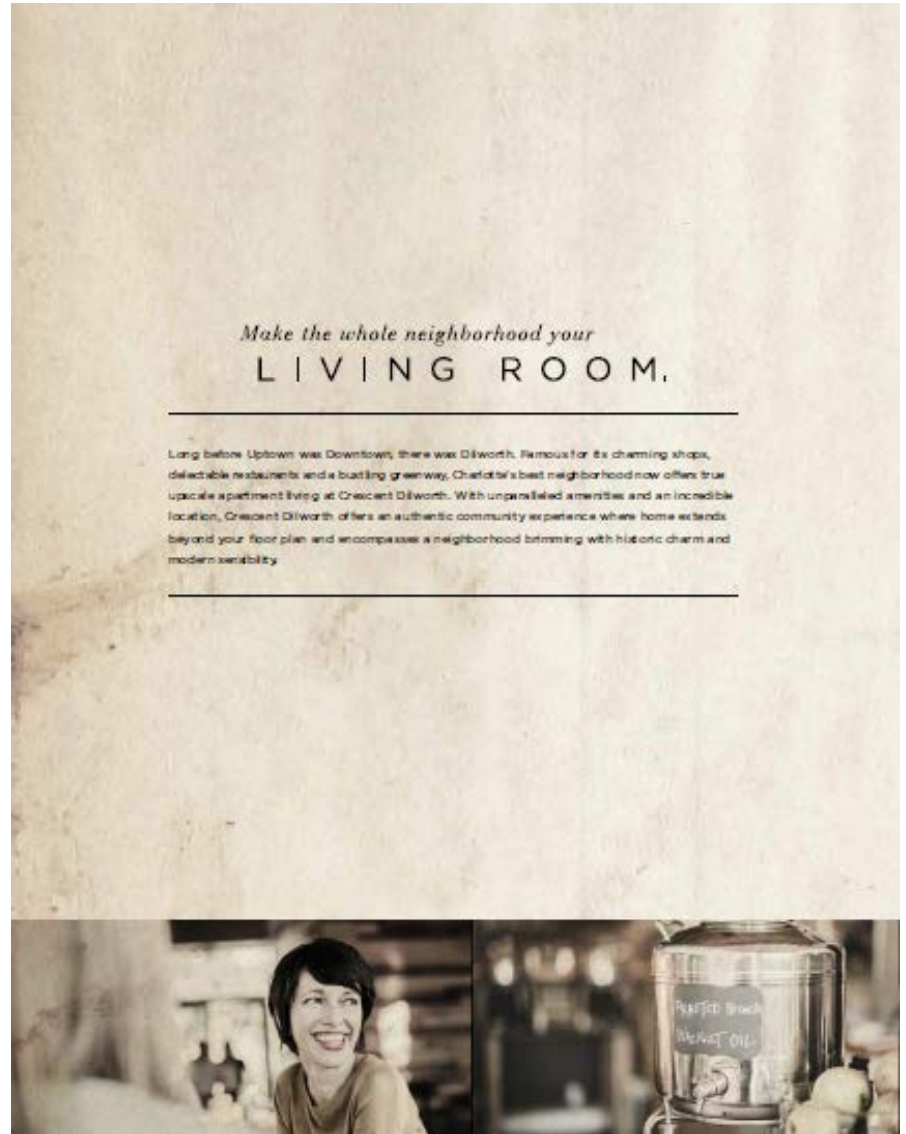 Make the whole neighborhood your
LIVING ROOM.
Long before Uptown was Downtown, there was Dilworth. Famous for its charming shops,
delectable restaurants and a bustling greenway, Charlotte's best neighborhood now offers true
upscale apartment living at Crescent Dilworth. With unparalleled amenities and an incredible
location, Crescent Dilworth offers an authentic community experience where home extends
beyond your floor plan and encompasses a neighborhood brimming with historic charm and
modern sensibility.
ROASTED
WALNUT OIL